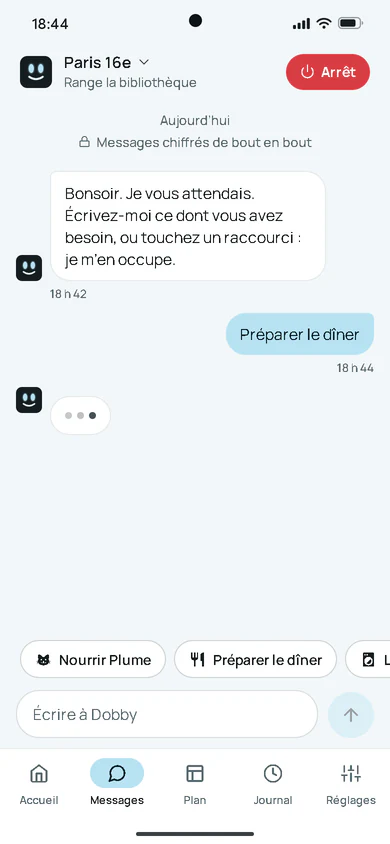 18:44
Paris 16e
Range la bibliothèque
Arrêt
Aujourd'hui
Messages chiffrés de bout en bout
Bonsoir. Je vous attendais.
Écrivez-moi ce dont vous avez
besoin, ou touchez un raccourci :
je m'en occupe.
18 h 42
Préparer le dîner
18 h 44
Nourrir Plume
Préparer le dîner
L
Écrire à Dobby
Accueil
Messages
Plan
Journal
Réglages